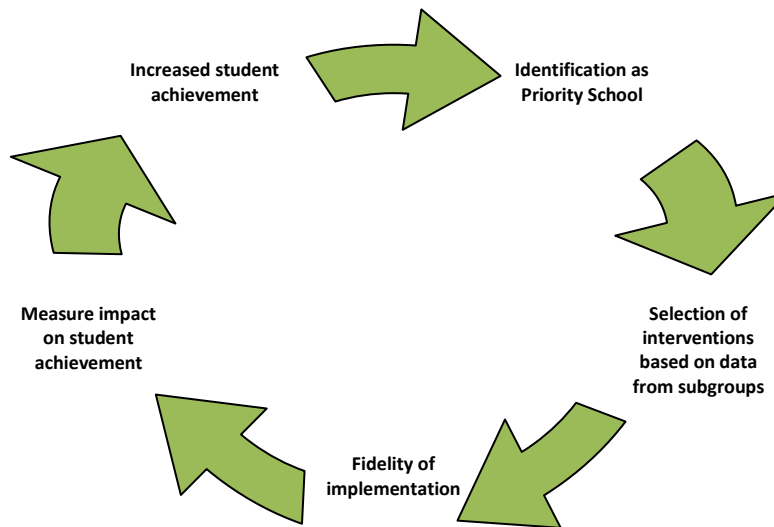 Increased student
achievement
Identification as
Priority School
Selection of
interventions
based on data
from subgroups
Fidelity of
implementation
Measure impact
on student
achievement